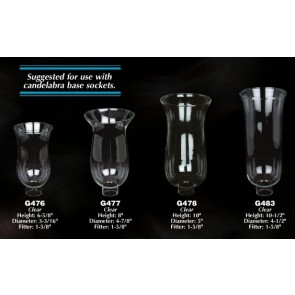 Suggested for use with
candelabra base sockets.
G476
Clear
Height: 6-5/8"
Diameter: 3-3/16"
Fitter: 1-5/8"
G477
Clear
Height: 8"
Diameter: 4-7/8"
Fitter: 1-5/8"
G478
Clear
Height: 10"
Diameter: 5"
Fitter: 1-5/8"
G483
Clear
Height: 10-1/2"
Diameter: 4-1/2"
Fitter: 1-5/8"